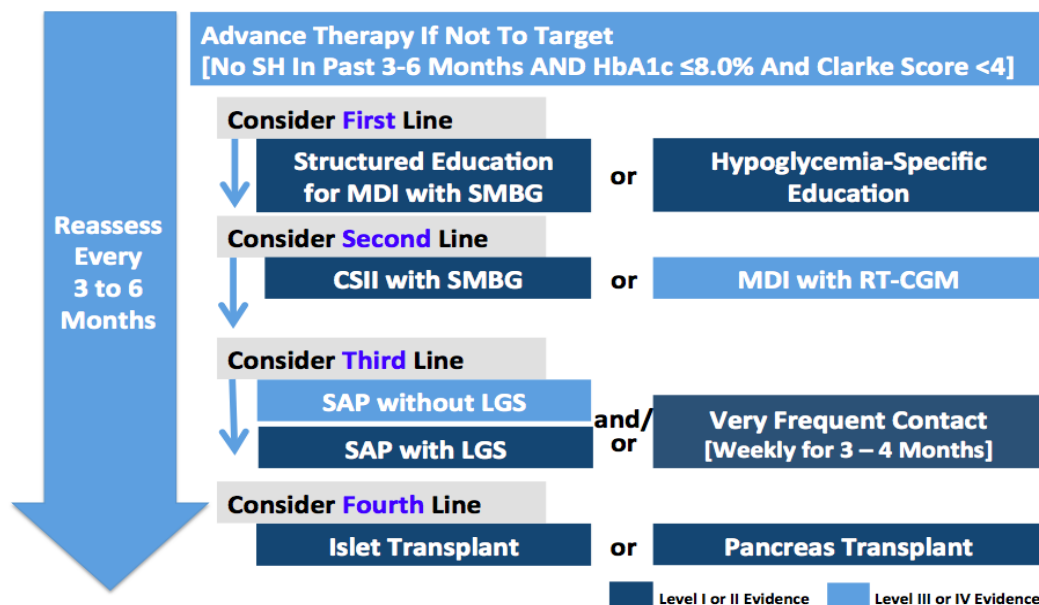 Advance Therapy If Not To Target
[No SH In Past 3-6 Months AND HbA1c ≤8.0% And Clarke Score <4]
Reassess
Every
3 to 6
Months
Consider First Line
Structured Education
for MDI with SMBG
or
Hypoglycemia-Specific
Education
Consider Second Line
CSII with SMBG
or
MDI with RT-CGM
Consider Third Line
SAP without LGS
SAP with LGS
and/
or
Very Frequent Contact
[Weekly for 3 – 4 Months]
Consider Fourth Line
Islet Transplant
or
Pancreas Transplant
Level I or II Evidence
Level III or IV Evidence